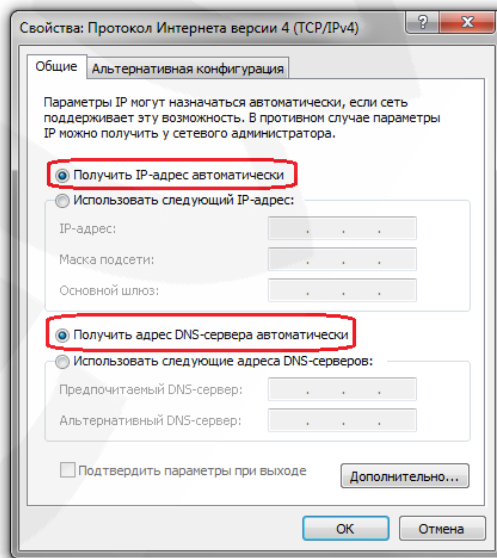 Свойства: Протокол Интернета версии 4 (TCP/IPv4)
Общие
Альтернативная конфигурация
Параметры IP могут назначаться автоматически, если сеть
поддерживает эту возможность. В противном случае параметры
IP можно получить у сетевого администратора.
Получить IP-адрес автоматически
Использовать следующий IP-адрес:
IP-адрес:
Маска подсети:
Основной шлюз:
Получить адрес DNS-сервера автоматически
Использовать следующие адреса DNS-серверов:
Предпочитаемый DNS-сервер:
Альтернативный DNS-сервер:
Подтвердить параметры при выходе
Дополнительно...
ОК
Отмена